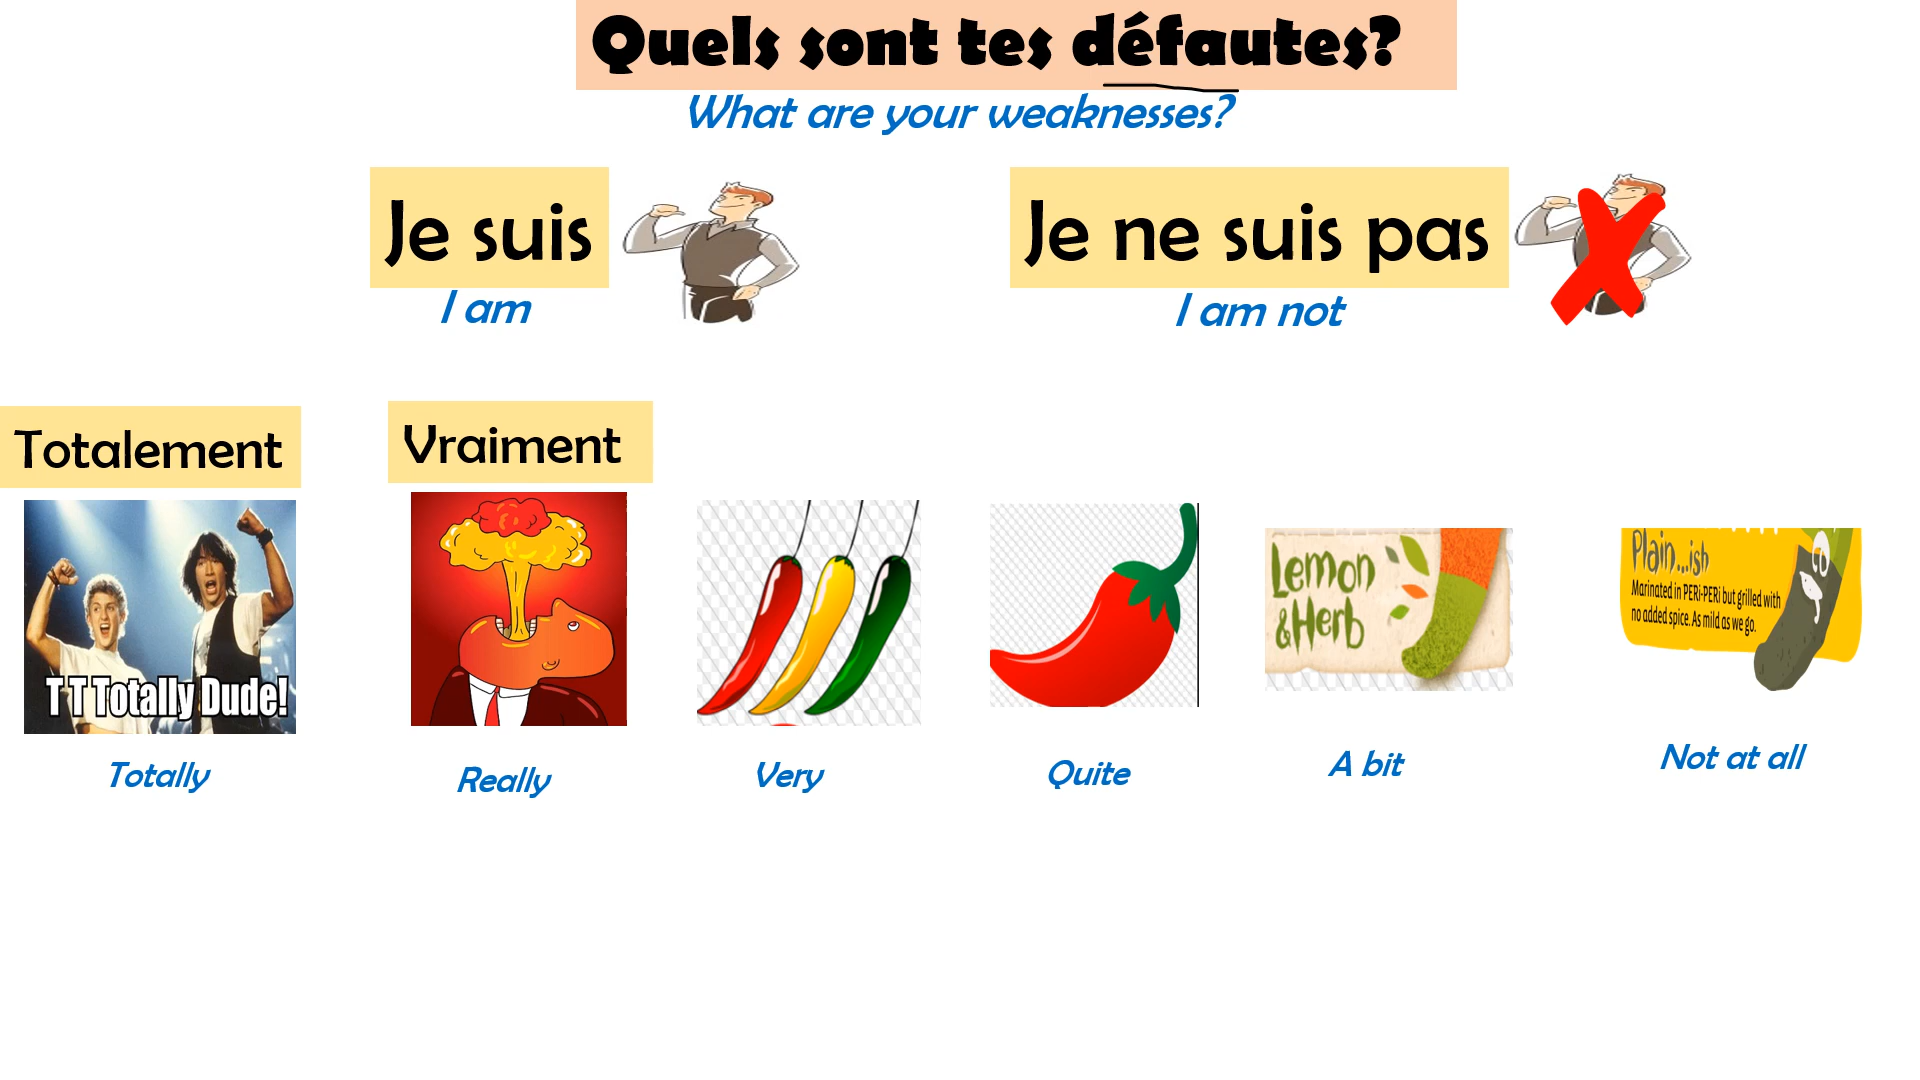 Quels sont tes défautes?
What are your weaknesses?
Je suis
I am
Je ne suis pas
I am not
Totalement
Vraiment
T T Totally Dude!
Lemon
&Herb
Plain...ish
Marinated in PERi-PERi but grilled with
no added spice. As mild as we go.
Totally
Really
Very
Quite
A bit
Not at all